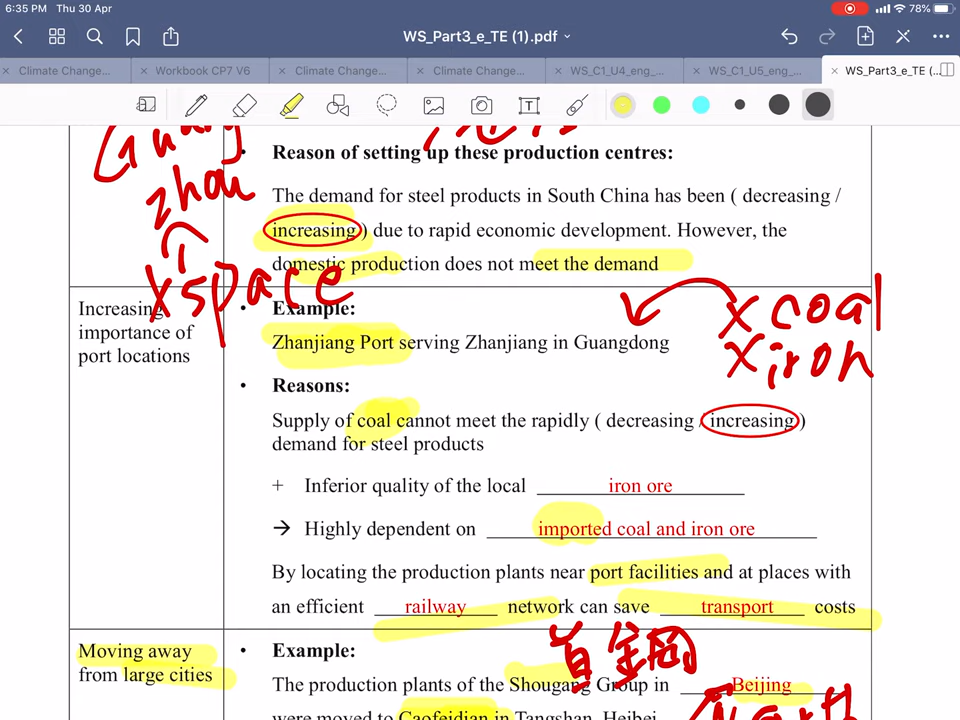 6:35 PM Thu 30 Apr
78%
WS_Part3_e_TE (1).pdf
Climate Change...
Workbook CP7 V6
Climate Change...
Climate Change...
WS_C1_U4_eng_...
WS_C1_U5_eng_...
WS_Part3_e_TE (...
Guang
zhou
X space
• Reason of setting up these production centres:
The demand for steel products in South China has been ( decreasing /
increasing ) due to rapid economic development. However, the
domestic production does not meet the demand
Increasing
importance of
port locations
• Example:
Zhanjiang Port serving Zhanjiang in Guangdong
X coal
X iron
• Reasons:
Supply of coal cannot meet the rapidly ( decreasing / increasing )
demand for steel products
+ Inferior quality of the local iron ore
→ Highly dependent on imported coal and iron ore
By locating the production plants near port facilities and at places with
an efficient railway network can save transport costs
Moving away
from large cities
• Example:
首
The production plants of the Shougang Group in Beijing
were moved to Caofeidian in Tangshan, Hebei
North